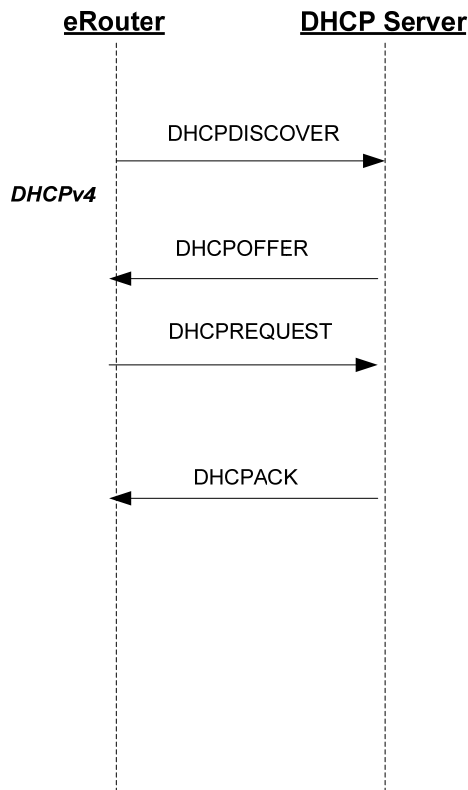 eRouter
DHCP Server
DHCPDISCOVER
DHCPv4
DHCPOFFER
DHCPREQUEST
DHCPACK